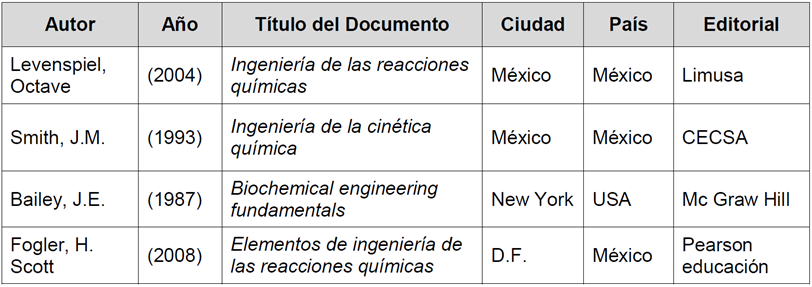 Autor Año Título del Documento Ciudad País Editorial
Levenspiel, Octave (2004) Ingeniería de las reacciones químicas México México Limusa
Smith, J.M. (1993) Ingeniería de la cinética química México México CECSA
Bailey, J.E. (1987) Biochemical engineering fundamentals New York USA Mc Graw Hill
Fogler, H. Scott (2008) Elementos de ingeniería de las reacciones químicas D.F. México Pearson educación